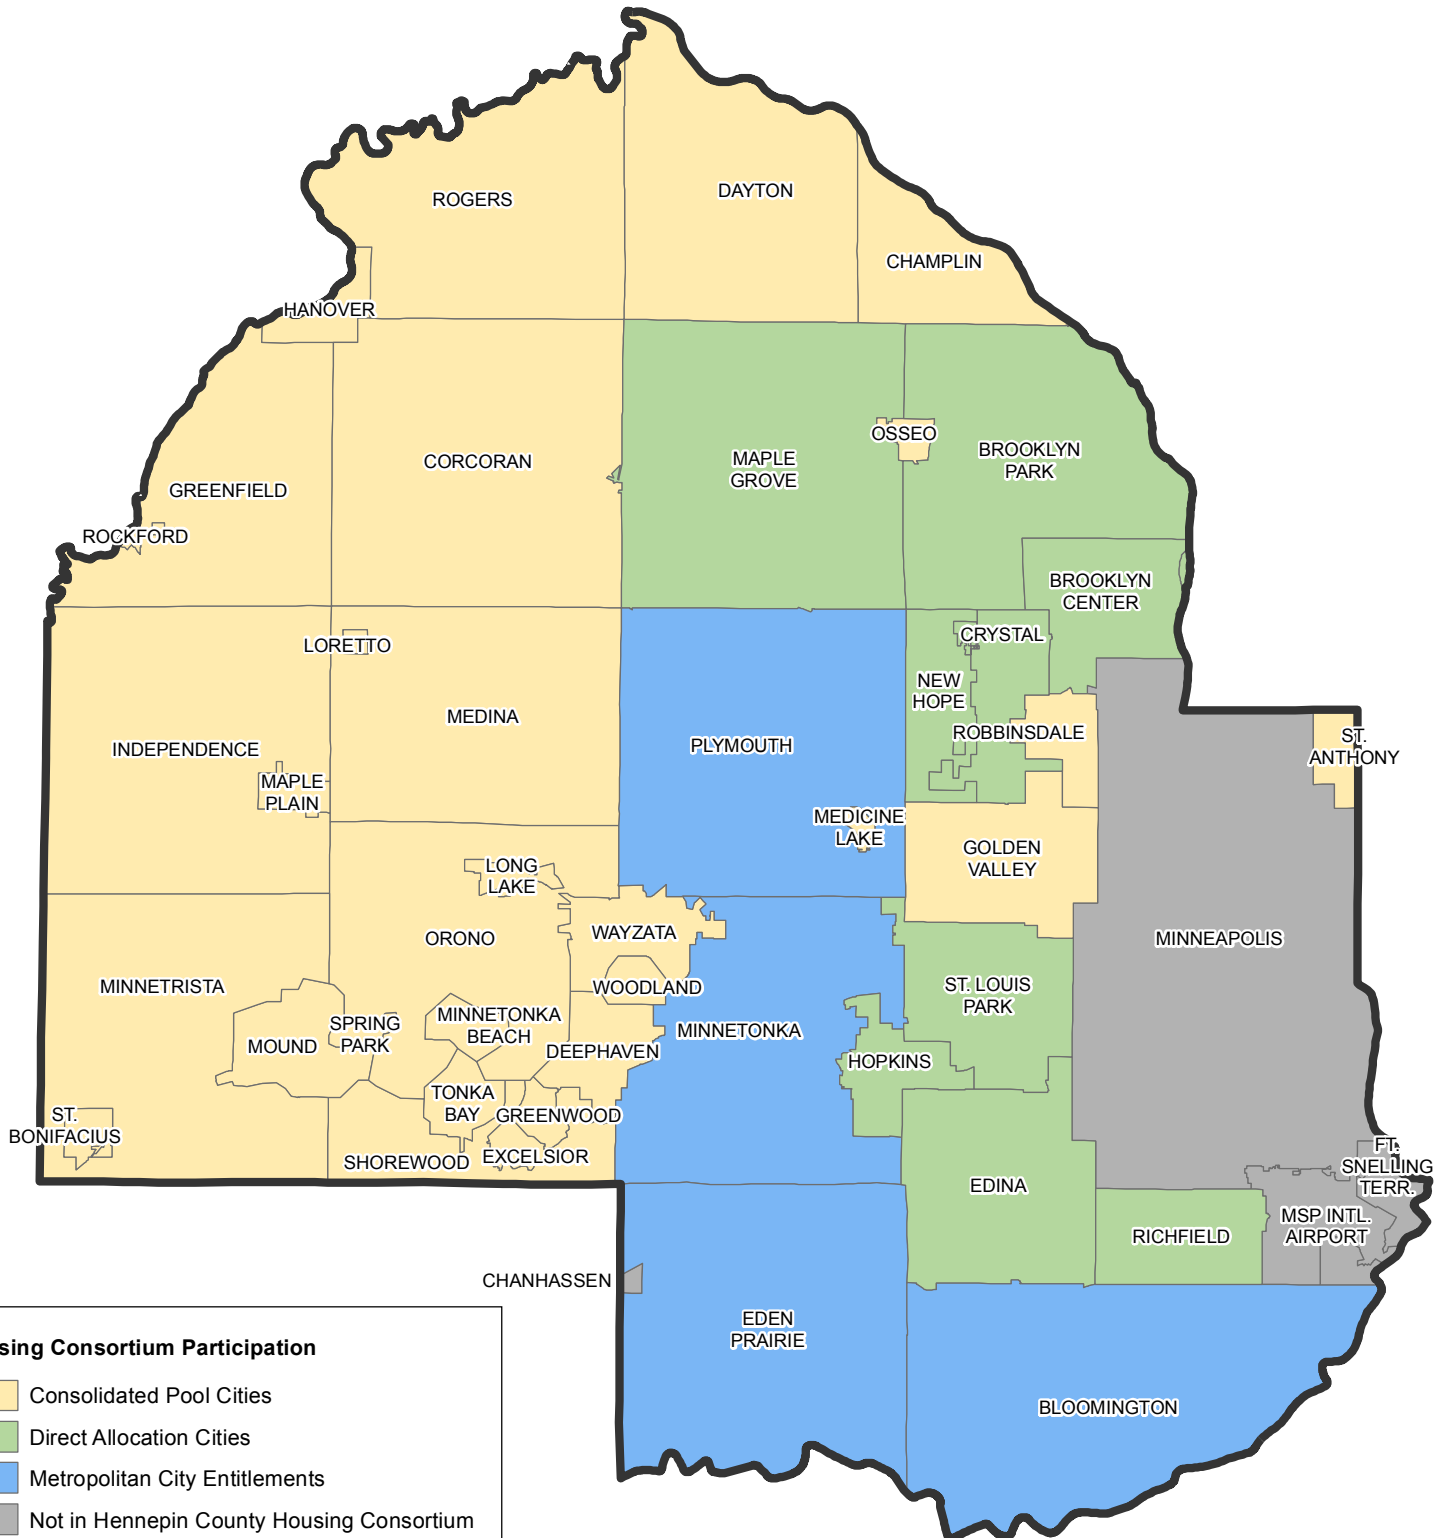 ROGERS
DAYTON
CHAMPLIN
HANOVER
CORCORAN
MAPLE
GROVE
OSSEO
BROOKLYN
PARK
GREENFIELD
ROCKFORD
BROOKLYN
CENTER
LORETTO
CRYSTAL
NEW
HOPE
MEDINA
INDEPENDENCE
PLYMOUTH
ROBBINSDALE
ST.
ANTHONY
MAPLE
PLAIN
MEDICINE
LAKE
GOLDEN
VALLEY
LONG
LAKE
ORONO
WAYZATA
MINNEAPOLIS
MINNETRISTA
WOODLAND
ST. LOUIS
PARK
MOUND
SPRING
PARK
MINNETONKA
BEACH
DEEPHAVEN
MINNETONKA
HOPKINS
TONKA
BAY
GREENWOOD
ST.
BONIFACIUS
SHOREWOOD
EXCELSIOR
EDINA
FT.
SNELLING
TERR.
MSP INTL.
AIRPORT
RICHFIELD
CHANHASSEN
EDEN
PRAIRIE
BLOOMINGTON
sing Consortium Participation
Consolidated Pool Cities
Direct Allocation Cities
Metropolitan City Entitlements
Not in Hennepin County Housing Consortium